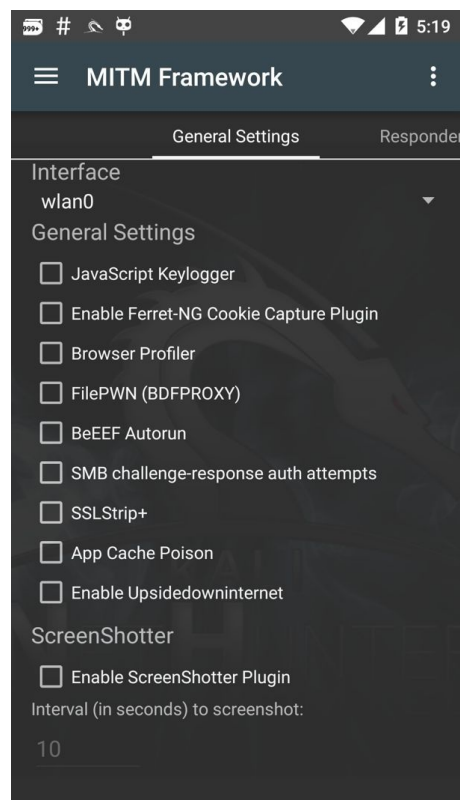 999+ # 5:19
MITM Framework
General Settings Responder
Interface
wlan0
General Settings
JavaScript Keylogger
Enable Ferret-NG Cookie Capture Plugin
Browser Profiler
FilePWN (BDFPROXY)
BeEEF Autorun
SMB challenge-response auth attempts
SSLStrip+
App Cache Poison
Enable Upsidedowninternet
ScreenShotter
Enable ScreenShotter Plugin
Interval (in seconds) to screenshot:
10